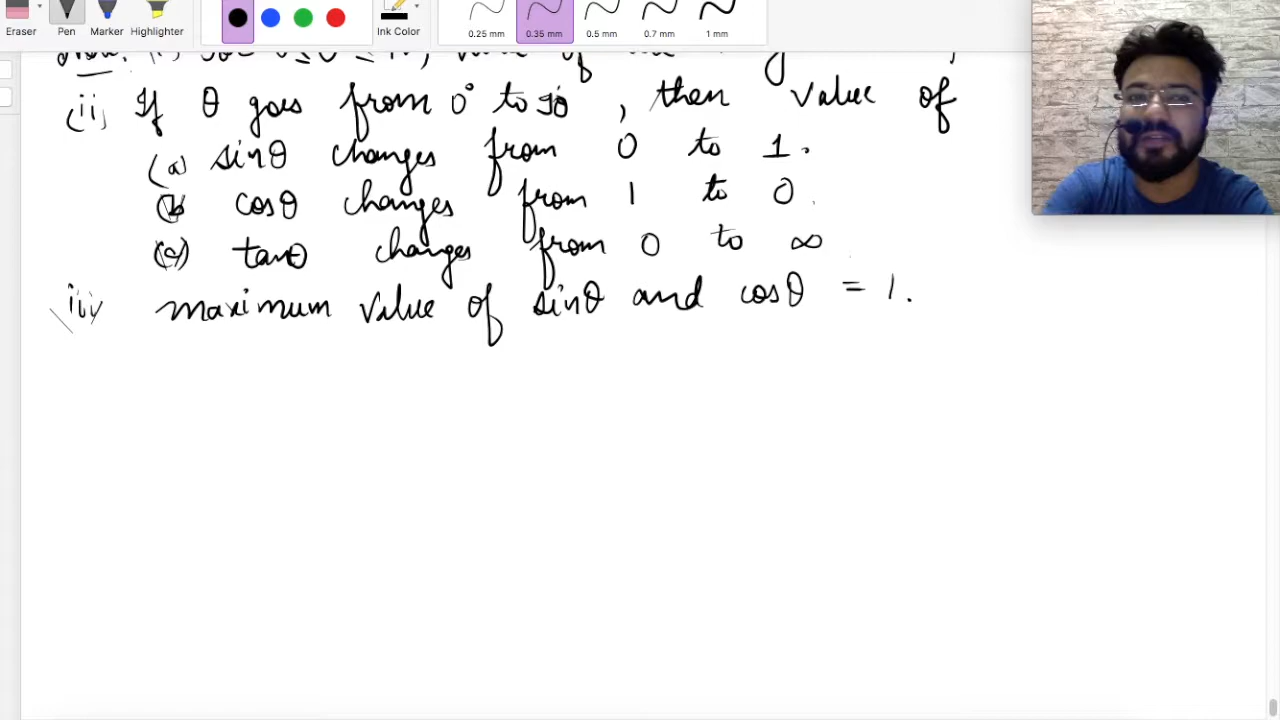 Eraser Pen Marker Highlighter Ink Color 0.25 mm 0.35 mm 0.5 mm 0.7 mm 1 mm
(ii) If θ goes from 0° to 90°, then value of
(a) sinθ changes from 0 to 1.
(b) cosθ changes from 1 to 0.
(c) tanθ changes from 0 to ∞
iii) maximum value of sinθ and cosθ = 1.